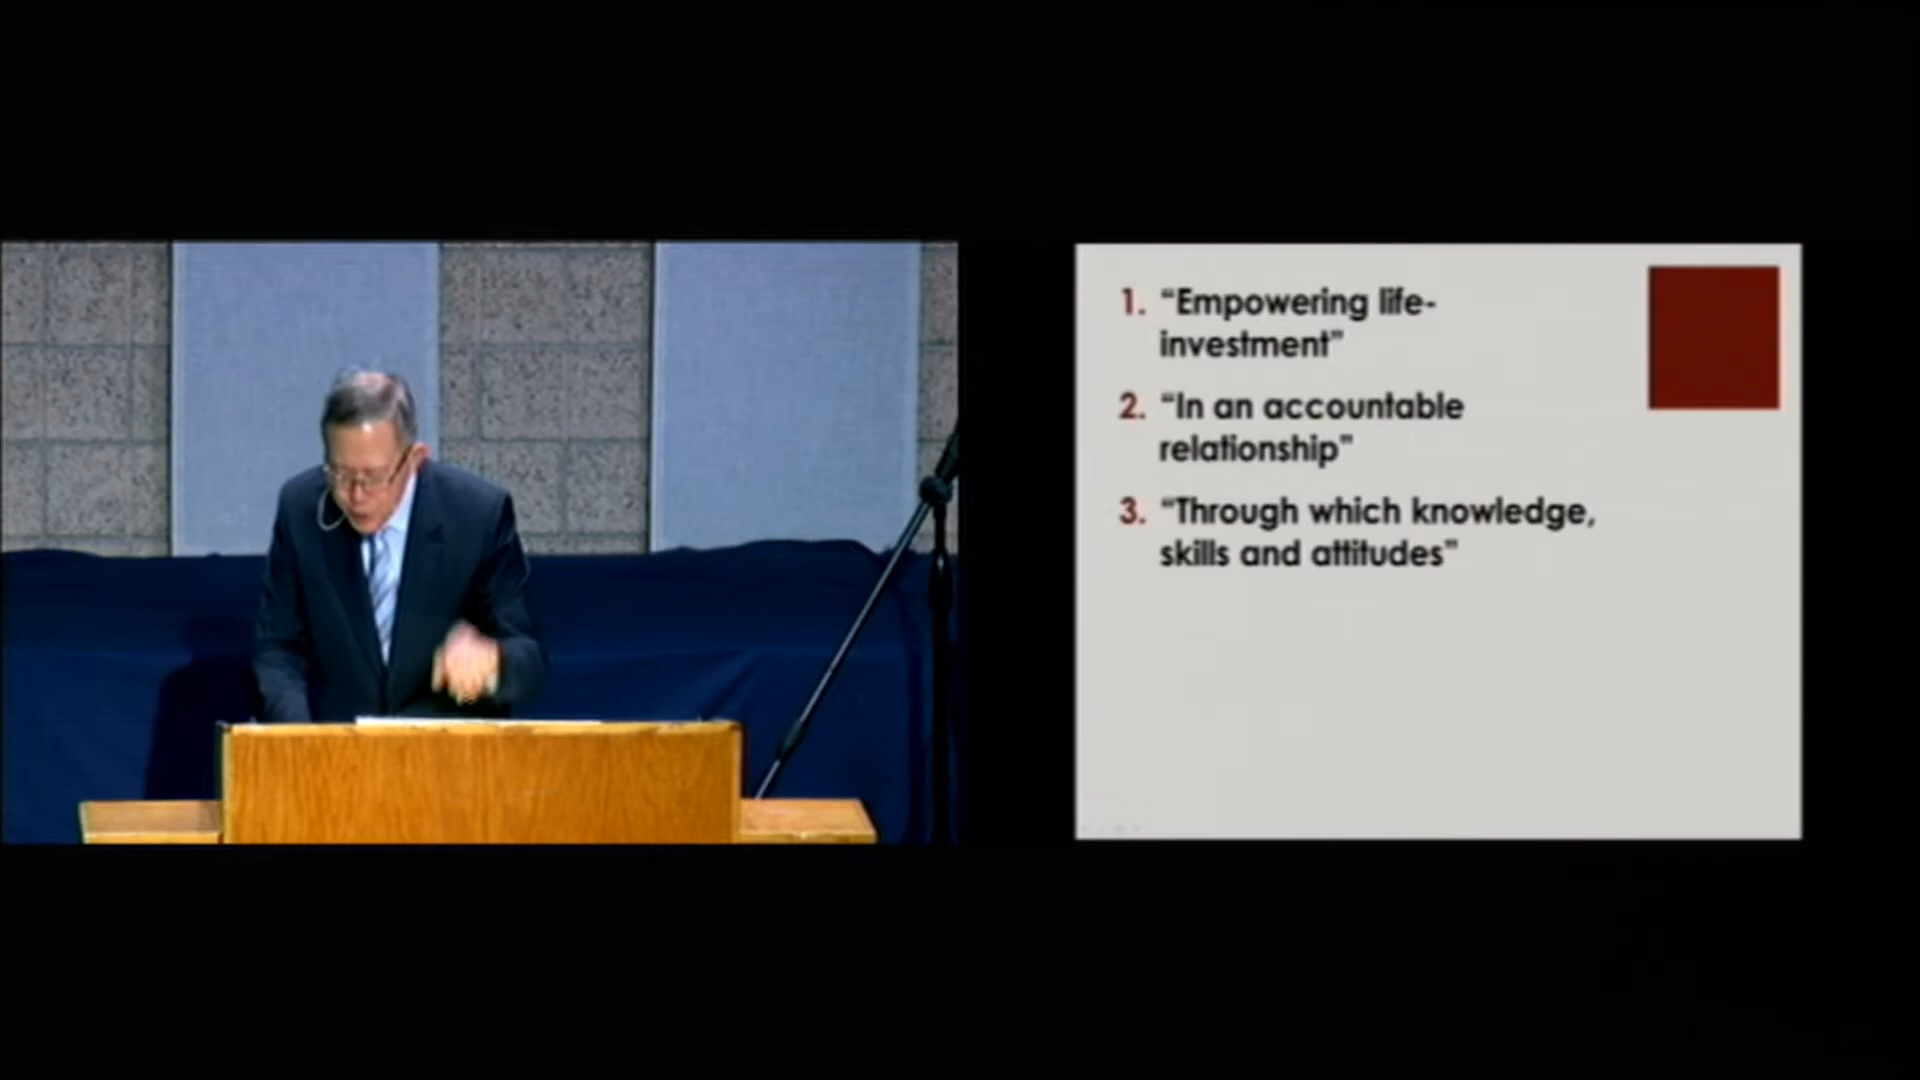 1. “Empowering life-
investment”
2. “In an accountable
relationship”
3. “Through which knowledge,
skills and attitudes”